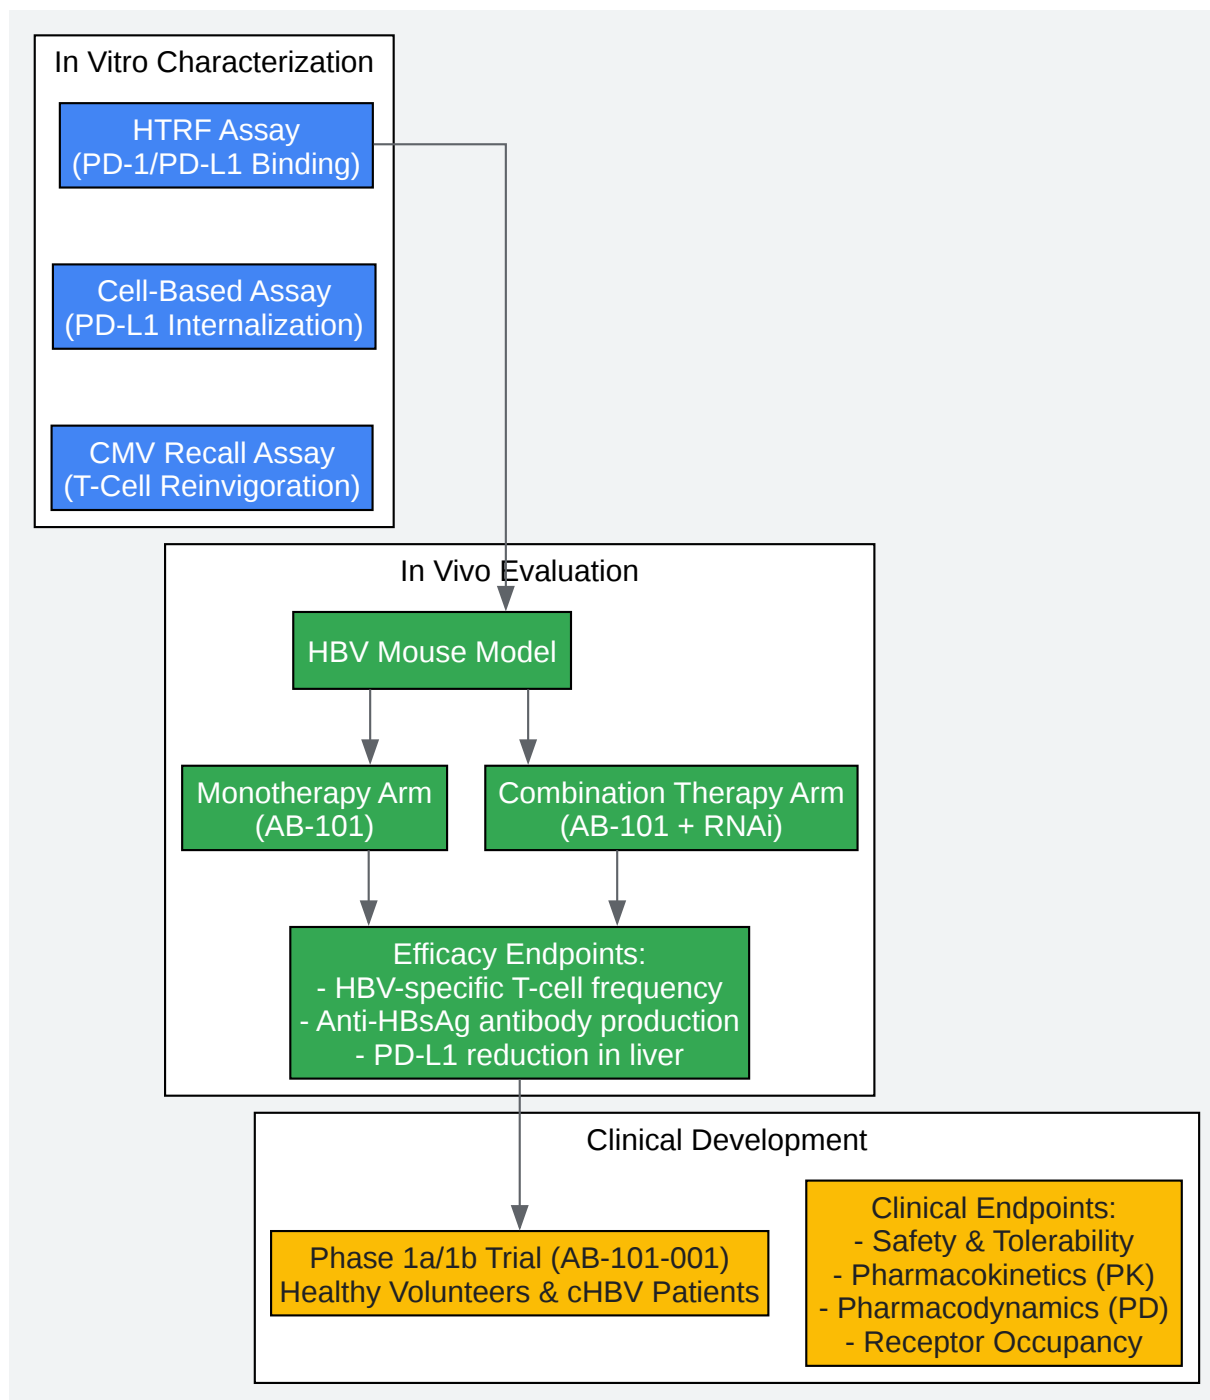 In Vitro Characterization
HTRF Assay
(PD-1/PD-L1 Binding)
Cell-Based Assay
(PD-L1 Internalization)
CMV Recall Assay
(T-Cell Reinvigoration)
In Vivo Evaluation
HBV Mouse Model
Monotherapy Arm
(AB-101)
Combination Therapy Arm
(AB-101 + RNAi)
Efficacy Endpoints:
- HBV-specific T-cell frequency
- Anti-HBsAg antibody production
- PD-L1 reduction in liver
Clinical Development
Phase 1a/1b Trial (AB-101-001)
Healthy Volunteers & cHBV Patients
Clinical Endpoints:
- Safety & Tolerability
- Pharmacokinetics (PK)
- Pharmacodynamics (PD)
- Receptor Occupancy